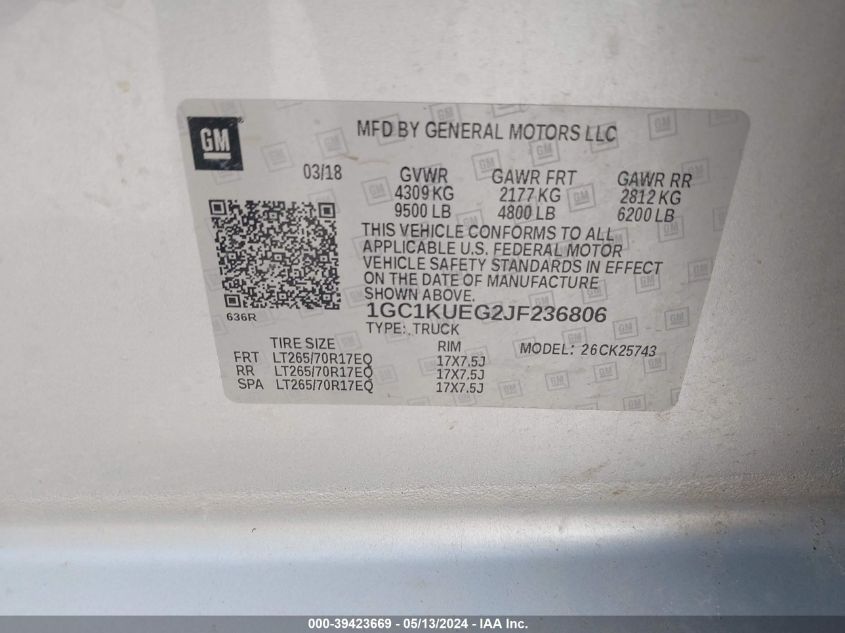 GM
MFD BY GENERAL MOTORS LLC
03/18 GVWR GAWR FRT GAWR RR
4309 KG 2177 KG 2812 KG
9500 LB 4800 LB 6200 LB
THIS VEHICLE CONFORMS TO ALL
APPLICABLE U.S. FEDERAL MOTOR
VEHICLE SAFETY STANDARDS IN EFFECT
ON THE DATE OF MANUFACTURE
SHOWN ABOVE.
636R
1GC1KUEG2JF236806
TYPE: TRUCK
TIRE SIZE RIM MODEL: 26CK25743
FRT LT265/70R17EQ 17X7.5J
RR LT265/70R17EQ 17X7.5J
SPA LT265/70R17EQ 17X7.5J
000-39423669 - 05/13/2024 - IAA Inc.